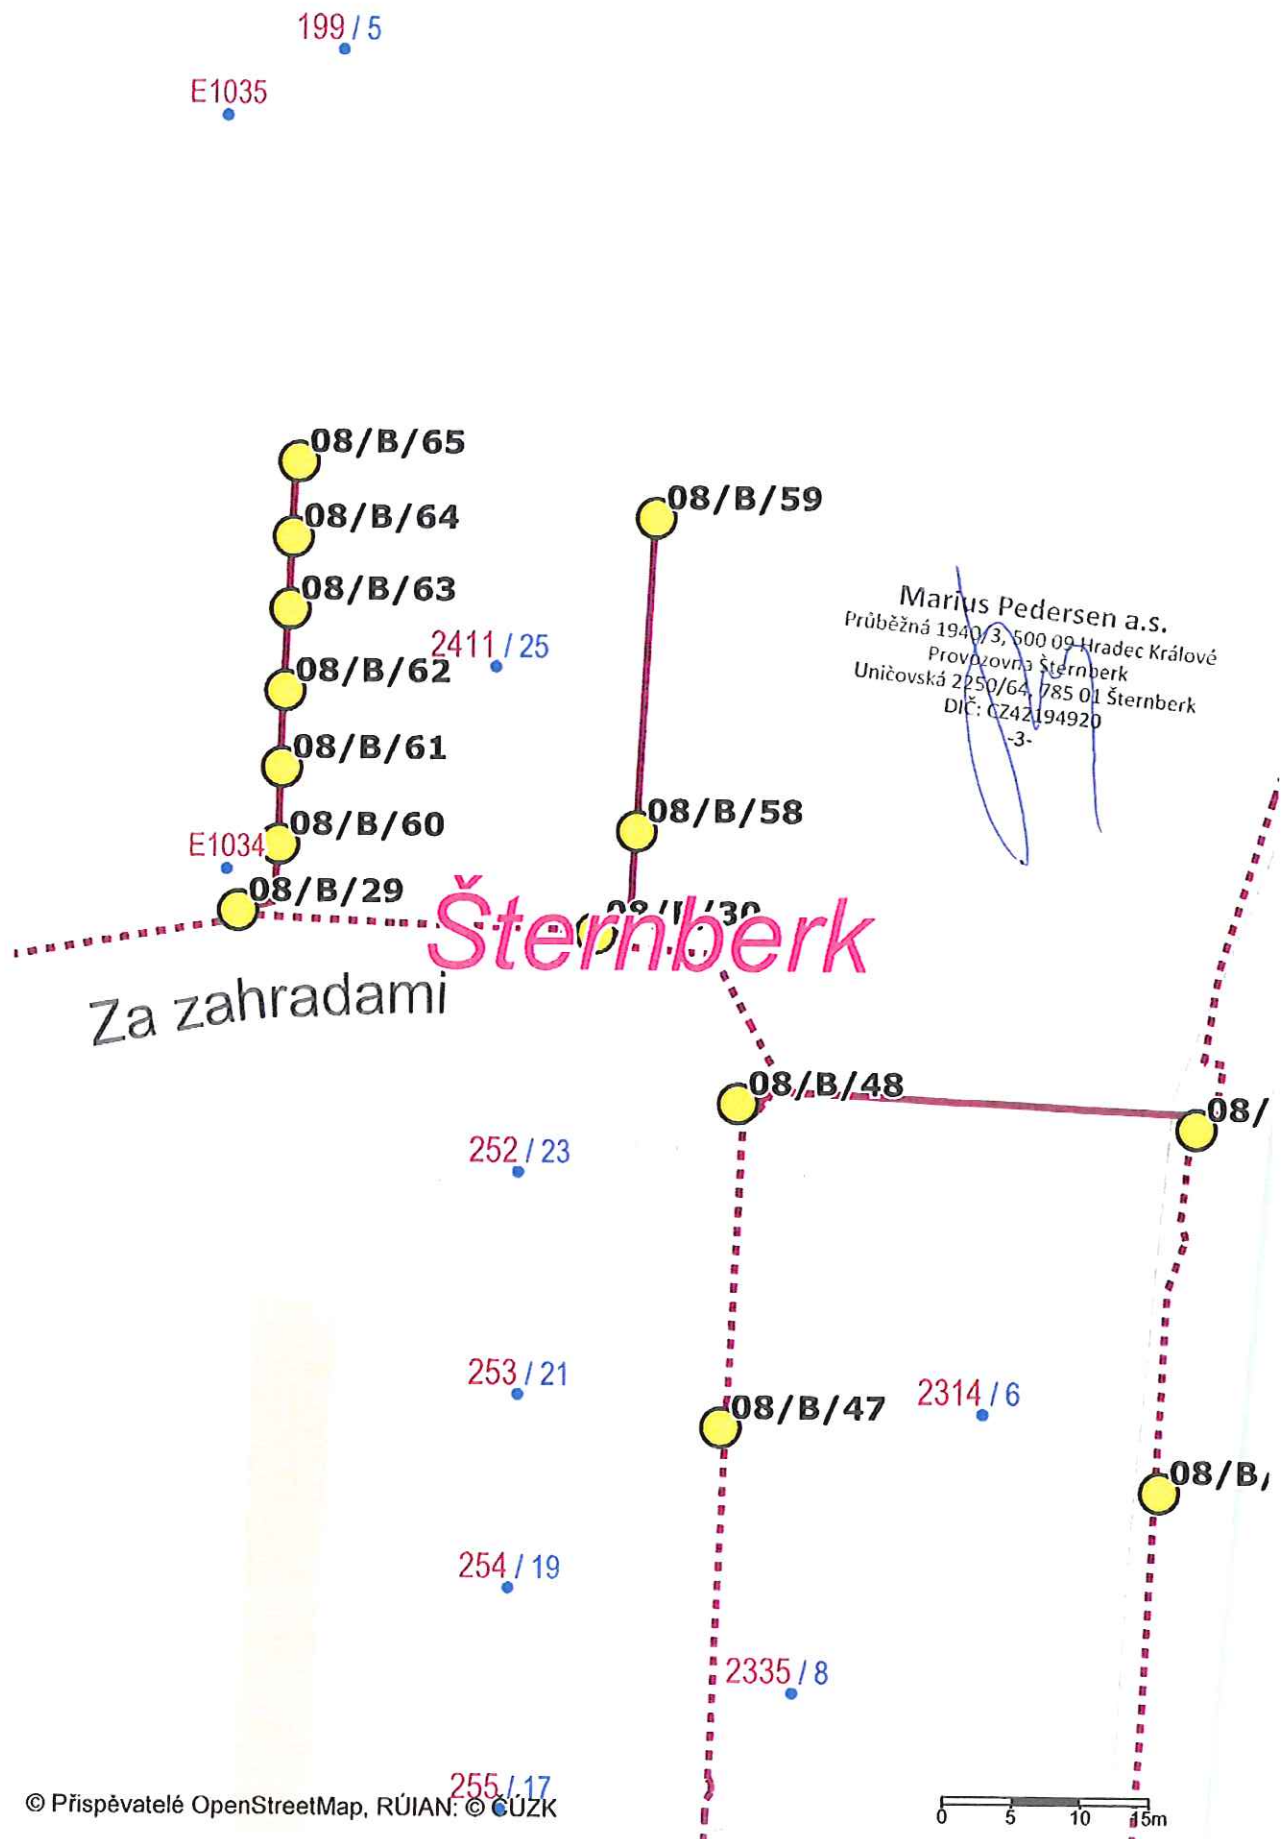 199 / 5
E1035
08/B/65
08/B/59
08/B/64
08/B/63
Marius Pedersen a.s.
Průběžná 1940/3, 500 09 Hradec Králové
Provozovna Šternberk
Uničovská 2250/64, 785 01 Šternberk
DIČ: CZ42194920
-3-
2411 / 25
08/B/62
08/B/61
08/B/58
08/B/60
E1034
08/B/29
08/B/30
Šternberk
Za zahradami
08/B/48
08/
252 / 23
253 / 21
2314 / 6
08/B/47
08/B/
254 / 19
2335 / 8
255 / 17
© Přispěvatelé OpenStreetMap, RÚIAN: © ČÚZK
0 5 10 15m